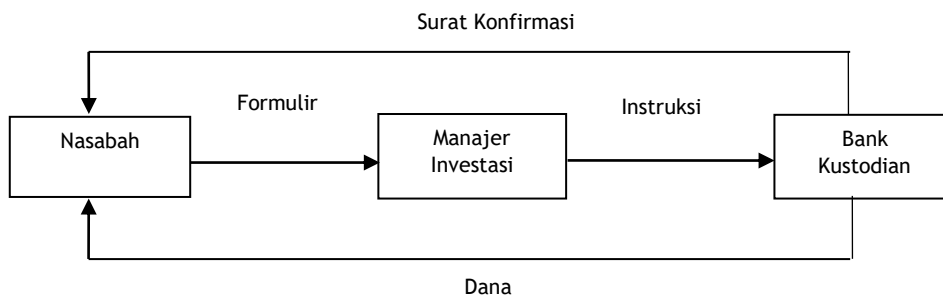 Surat Konfirmasi
Formulir
Instruksi
Nasabah
Manajer
Investasi
Bank
Kustodian
Dana